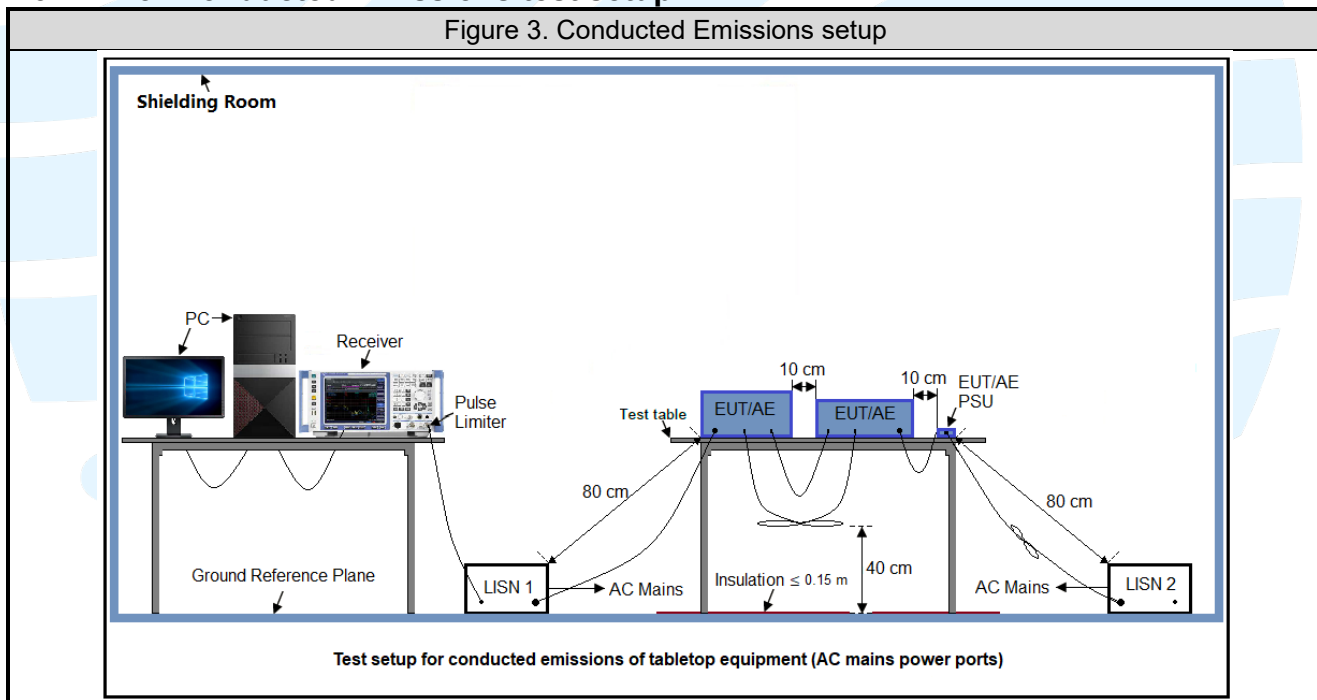 Figure 3. Conducted Emissions setup
Shielding Room
PC
Receiver
Pulse
Limiter
10 cm
10 cm
EUT/AE
PSU
Test table
EUT/AE
EUT/AE
80 cm
80 cm
40 cm
Ground Reference Plane
LISN 1
AC Mains
Insulation ≤ 0.15 m
AC Mains
LISN 2
Test setup for conducted emissions of tabletop equipment (AC mains power ports)